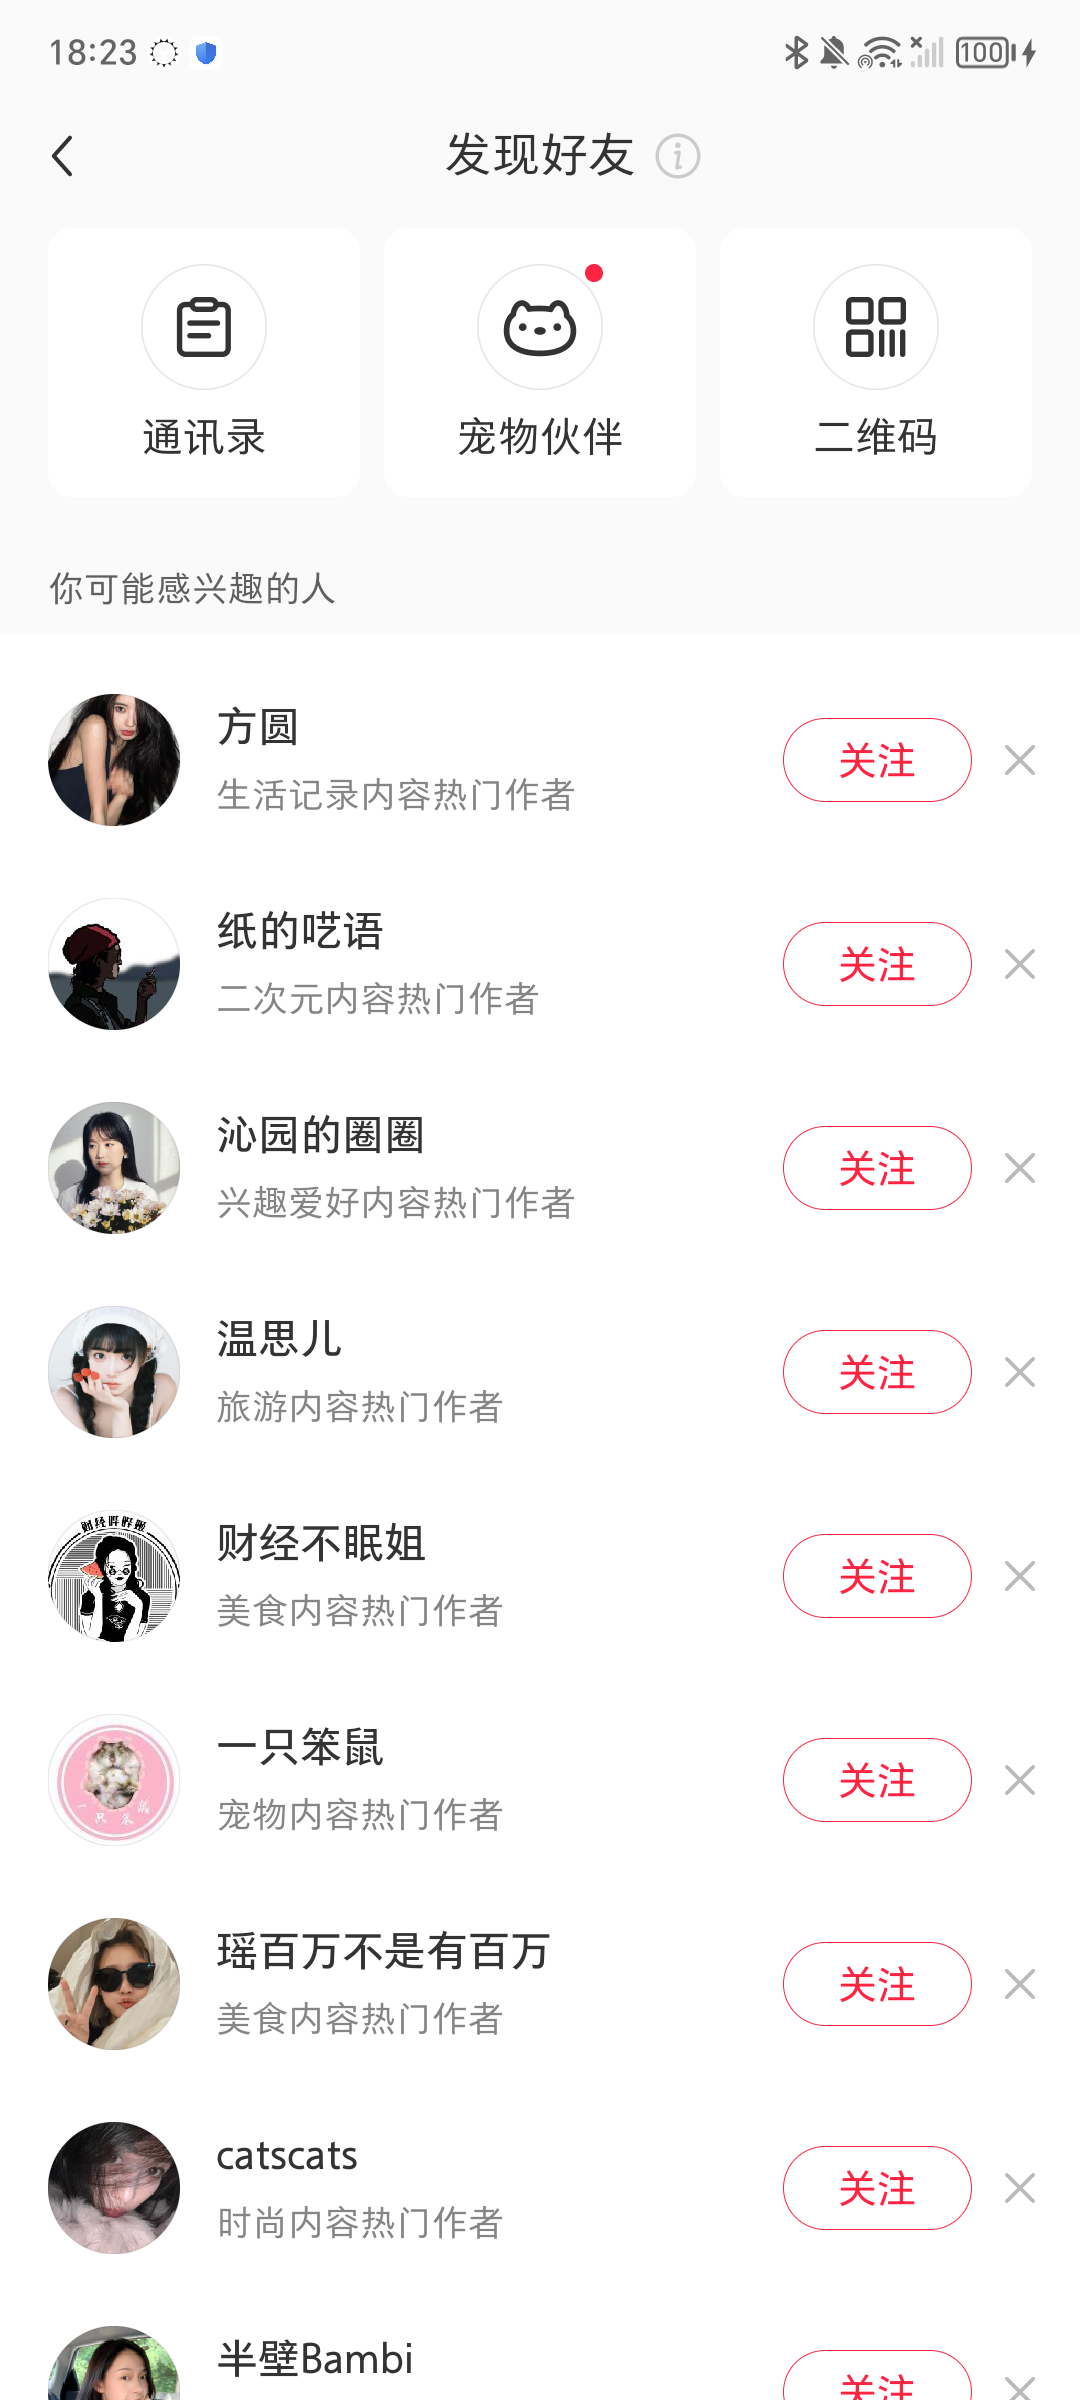 18:23
100
发现好友
通讯录
宠物伙伴
二维码
你可能感兴趣的人
方圆
生活记录内容热门作者
关注
纸的呓语
二次元内容热门作者
关注
沁园的圈圈
兴趣爱好内容热门作者
关注
温思儿
旅游内容热门作者
关注
财经不眠姐
美食内容热门作者
关注
一只笨鼠
宠物内容热门作者
关注
瑶百万不是有百万
美食内容热门作者
关注
catscats
时尚内容热门作者
关注
半壁Bambi
关注